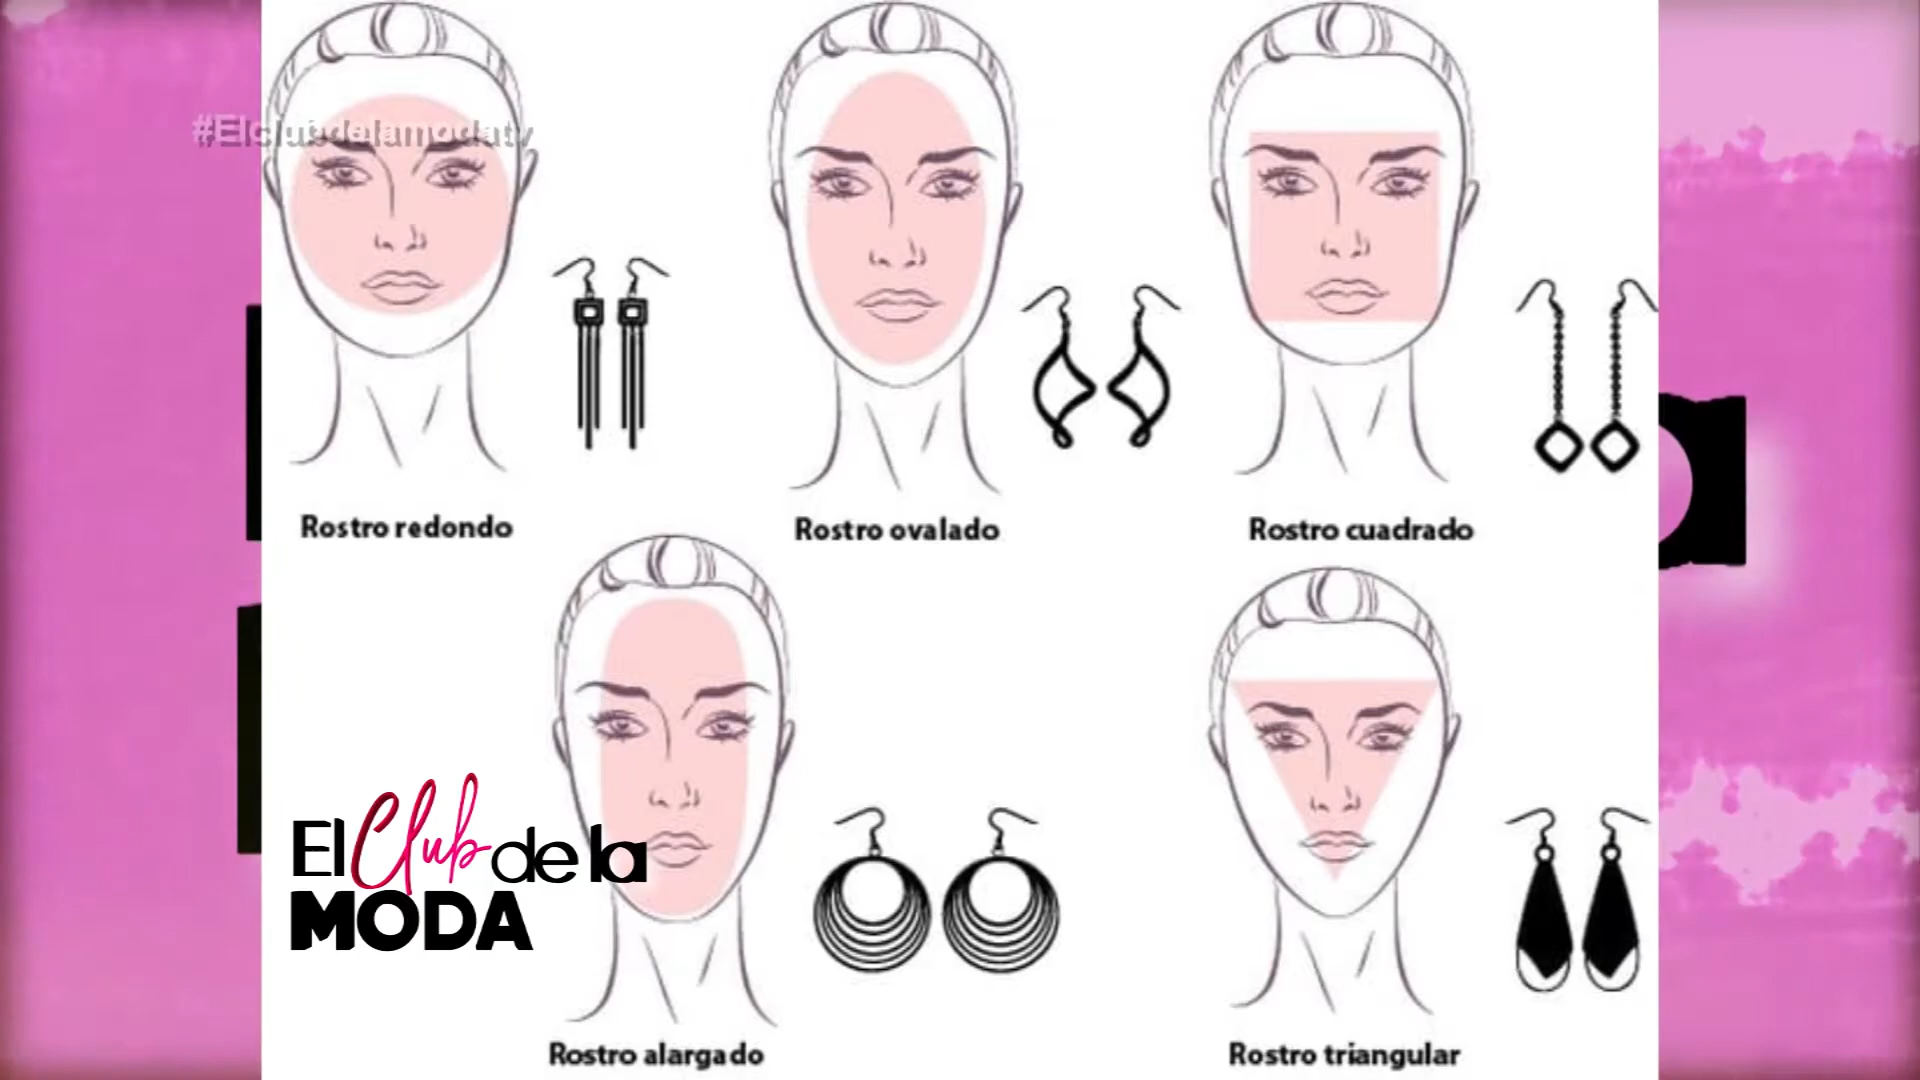 #Elclubdelamodatv
Rostro redondo
Rostro ovalado
Rostro cuadrado
El Club de la
MODA
Rostro alargado
Rostro triangular